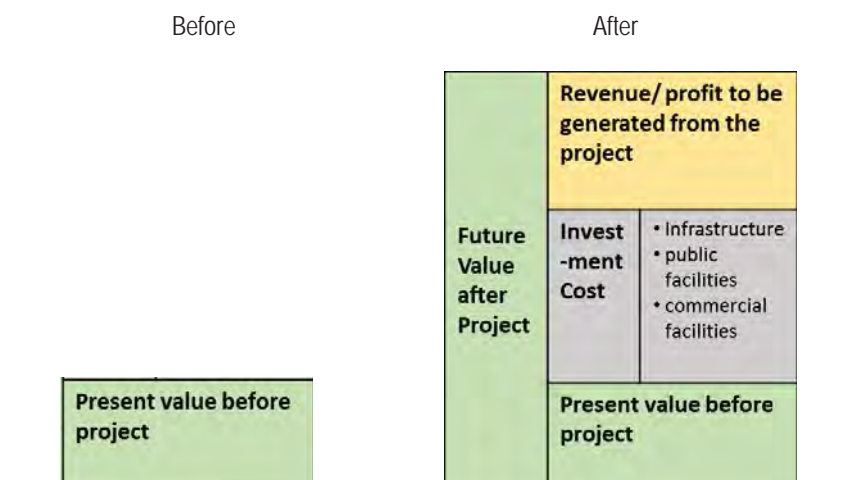 Before
After
Present value before
project
Future
Value
after
Project
Revenue/ profit to be
generated from the
project
Invest
-ment
Cost
• Infrastructure
• public
facilities
• commercial
facilities
Present value before
project